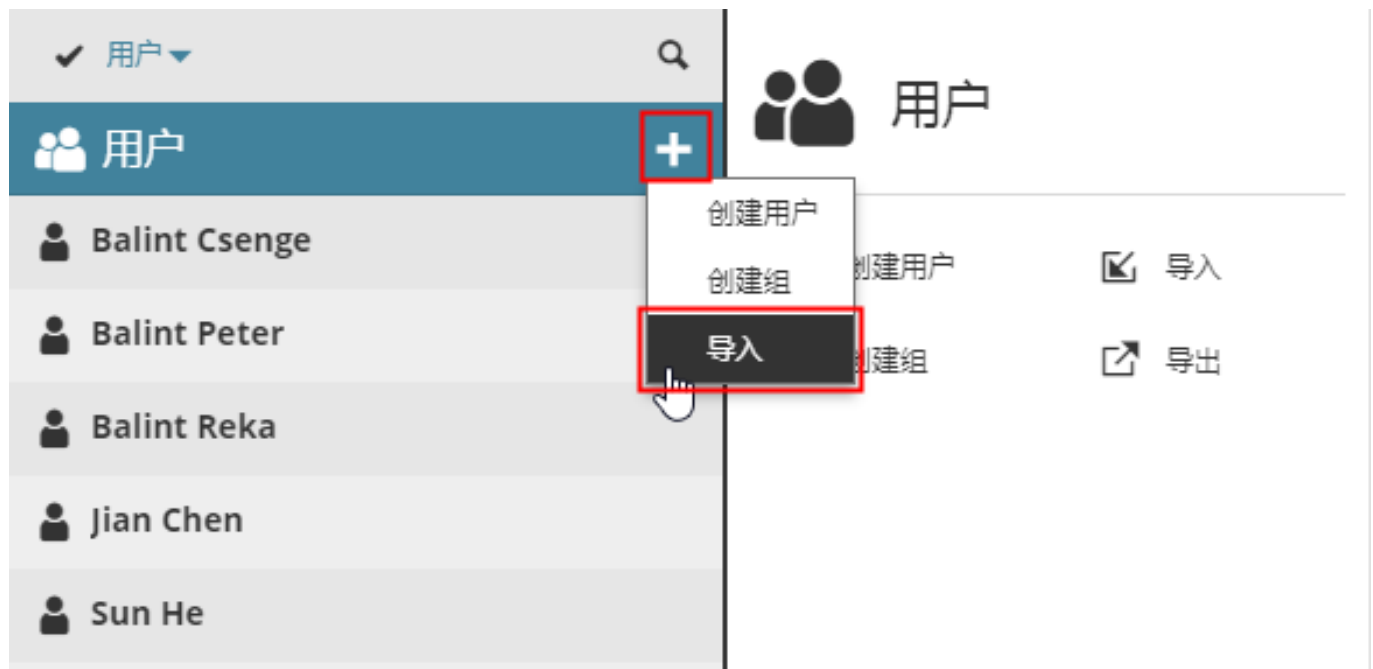 用户
用户
Balint Csenge
Balint Peter
Balint Reka
Jian Chen
Sun He
创建用户
创建组
导入
用户
创建用户
导入
创建组
导出